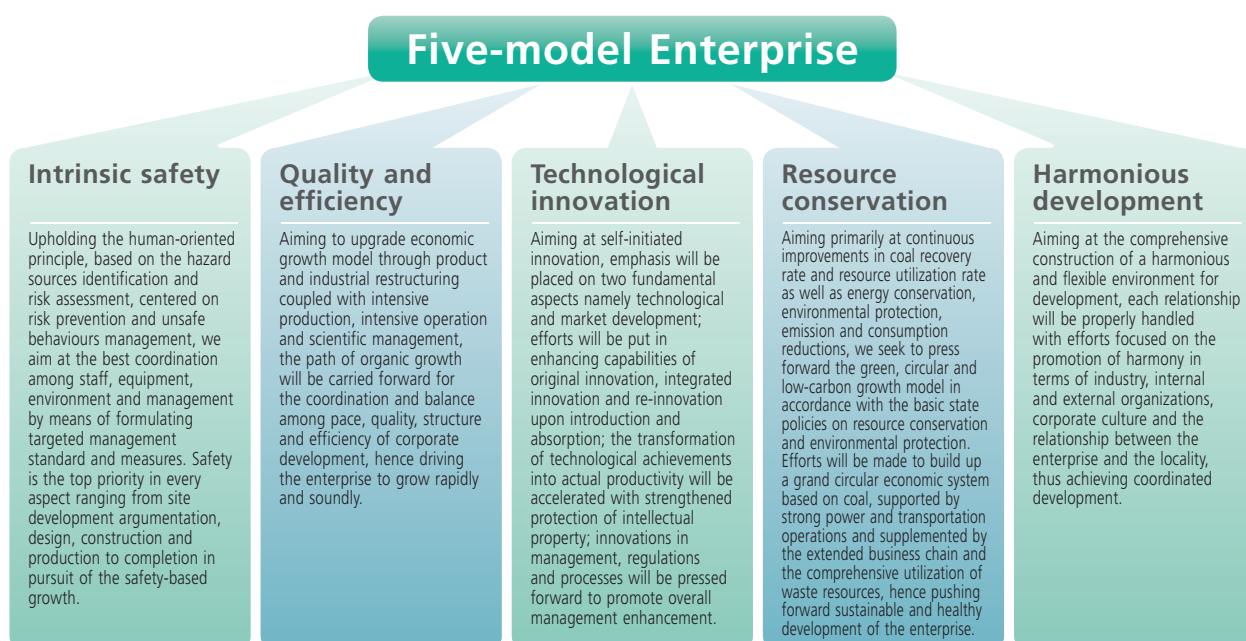 Five-model Enterprise
Intrinsic safety
Upholding the human-oriented
principle, based on the hazard
sources identification and
risk assessment, centered on
risk prevention and unsafe
behaviours management, we
aim at the best coordination
among staff, equipment,
environment and management
by means of formulating
targeted management
standard and measures. Safety
is the top priority in every
aspect ranging from site
development argumentation,
design, construction and
production to completion in
pursuit of the safety-based
growth.
Quality and
efficiency
Aiming to upgrade economic
growth model through product
and industrial restructuring
coupled with intensive
production, intensive operation
and scientific management,
the path of organic growth
will be carried forward for
the coordination and balance
among pace, quality, structure
and efficiency of corporate
development, hence driving
the enterprise to grow rapidly
and soundly.
Technological
innovation
Aiming at self-initiated
innovation, emphasis will be
placed on two fundamental
aspects namely technological
and market development;
efforts will be put in
enhancing capabilities of
original innovation, integrated
innovation and re-innovation
upon introduction and
absorption; the transformation
of technological achievements
into actual productivity will be
accelerated with strengthened
protection of intellectual
property; innovations in
management, regulations
and processes will be pressed
forward to promote overall
management enhancement.
Resource
conservation
Aiming primarily at continuous
improvements in coal recovery
rate and resource utilization rate
as well as energy conservation,
environmental protection,
emission and consumption
reductions, we seek to press
forward the green, circular and
low-carbon growth model in
accordance with the basic state
policies on resource conservation
and environmental protection.
Efforts will be made to build up
a grand circular economic system
based on coal, supported by
strong power and transportation
operations and supplemented by
the extended business chain and
the comprehensive utilization of
waste resources, hence pushing
forward sustainable and healthy
development of the enterprise.
Harmonious
development
Aiming at the comprehensive
construction of a harmonious
and flexible environment for
development, each relationship
will be properly handled
with efforts focused on the
promotion of harmony in
terms of industry, internal
and external organizations,
corporate culture and the
relationship between the
enterprise and the locality,
thus achieving coordinated
development.